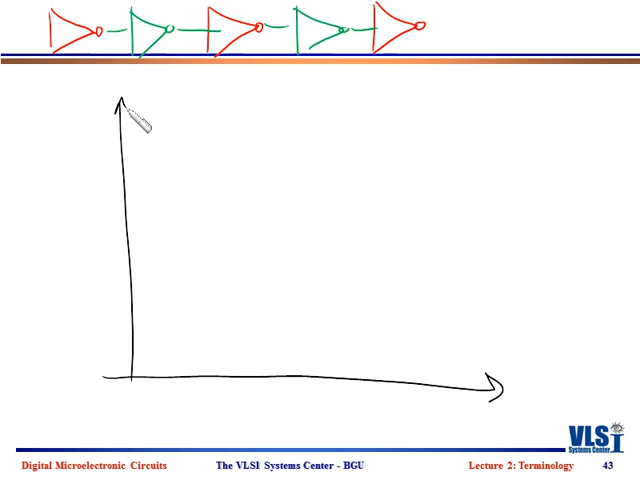 VLSI
Systems Center
Digital Microelectronic Circuits The VLSI Systems Center - BGU Lecture 2: Terminology 43